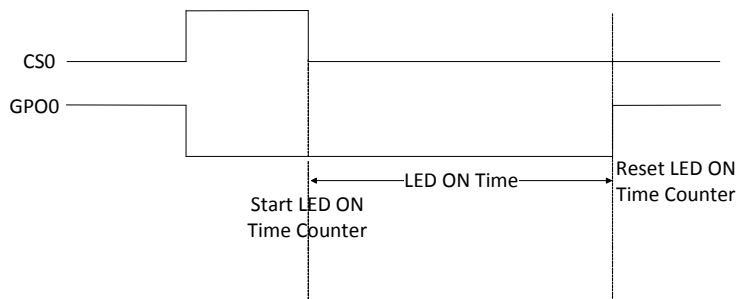 CS0
GPO0
LED ON Time
Reset LED ON
Time Counter
Start LED ON
Time Counter